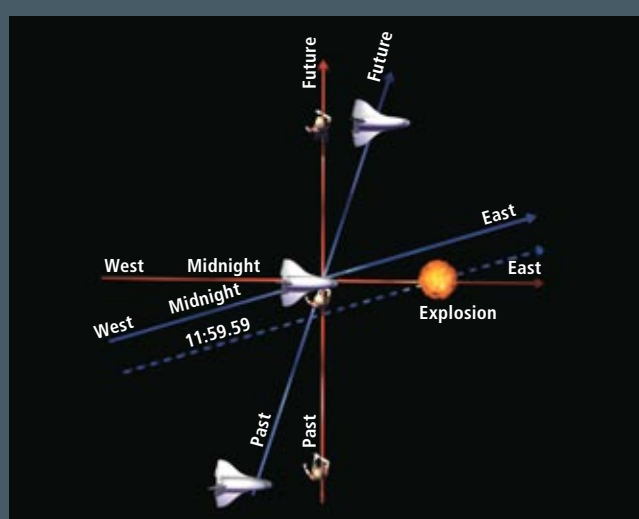 Future
Future
East
West
Midnight
East
Midnight
West
Explosion
11:59.59
Past
Past